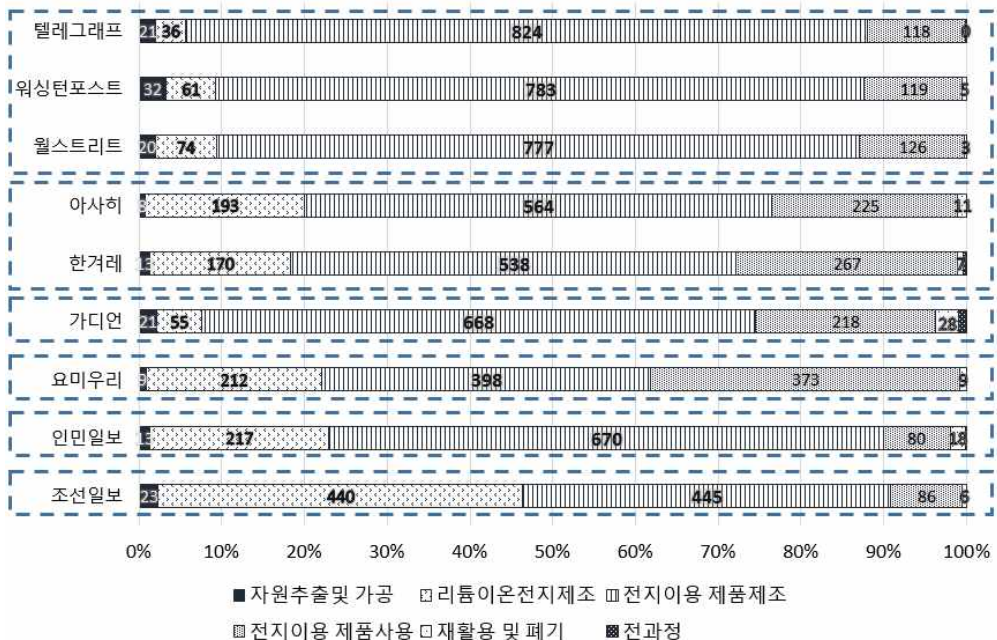 텔레그래프 21 36 824 118 0
워싱턴포스트 32 61 783 119 5
월스트리트 20 74 777 126 3
아사히 193 564 225 11
한겨레 13 170 538 267 7
가디언 21 55 668 218 28
요미우리 9 212 398 373 9
인민일보 13 217 670 80 18
조선일보 23 440 445 86 6
0% 10% 20% 30% 40% 50% 60% 70% 80% 90% 100%
자원추출및 가공 리튬이온전지제조 전지이용 제품제조
전지이용 제품사용 재활용 및 폐기 전과정